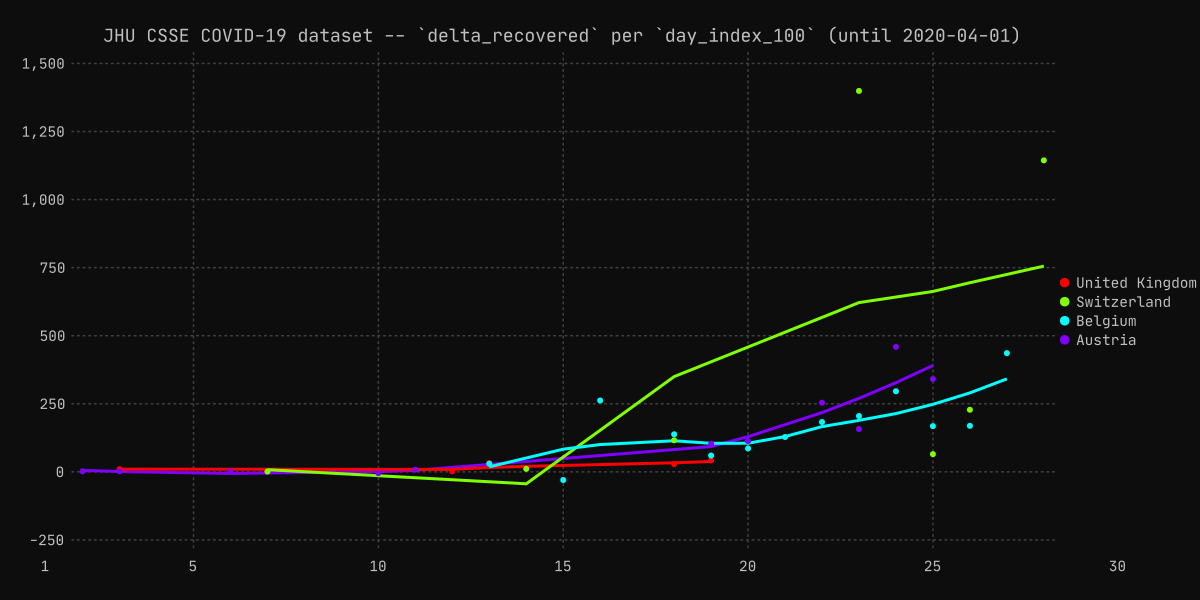 JHU CSSE COVID-19 dataset -- `delta_recovered` per `day_index_100` (until 2020-04-01)
1,500
1,250
1,000
750
500
250
0
-250
1 5 10 15 20 25 30
United Kingdom
Switzerland
Belgium
Austria